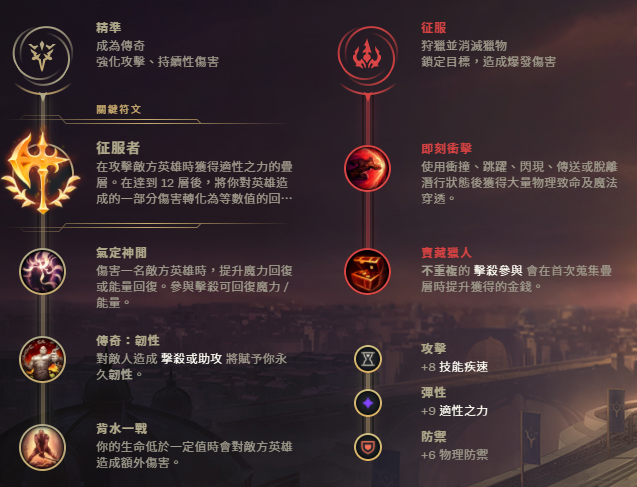 精準
成為傳奇
強化攻擊、持續性傷害
關鍵符文
征服者
在攻擊敵方英雄時獲得適性之力的疊
層。在達到 12 層後，將你對英雄造
成的一部分傷害轉化為等數值的回…
氣定神閒
傷害一名敵方英雄時，提升魔力回復
或能量回復。參與擊殺可回復魔力 /
能量。
傳奇：韌性
對敵人造成 擊殺或助攻 將賦予你永
久韌性。
背水一戰
你的生命低於一定值時會對敵方英雄
造成額外傷害。
征服
狩獵並消滅獵物
鎖定目標，造成爆發傷害
即刻衝擊
使用衝撞、跳躍、閃現、傳送或脫離
潛行狀態後獲得大量物理致命及魔法
穿透。
寶藏獵人
不重複的 擊殺參與 會在首次蒐集疊
層時提升獲得的金錢。
攻擊
+8 技能疾速
彈性
+9 適性之力
防禦
+6 物理防禦